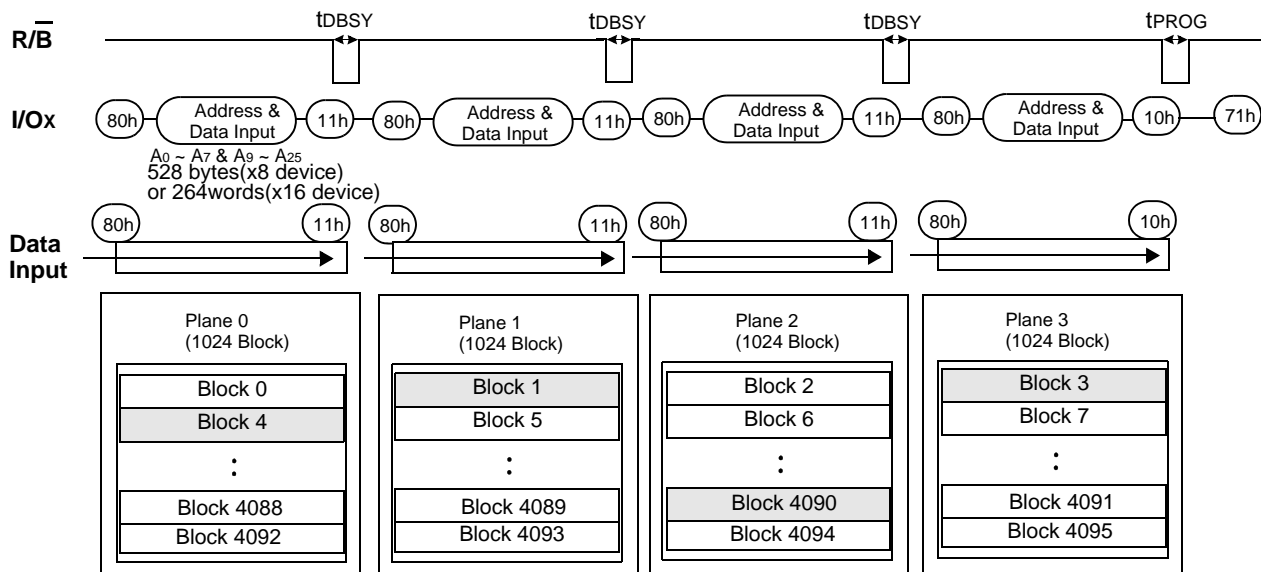 tDBSY tDBSY tDBSY tPROG
R/B
I/Ox
80h Address & Data Input 11h 80h Address & Data Input 11h 80h Address & Data Input 11h 80h Address & Data Input 10h 71h
A0 ~ A7 & A9 ~ A25
528 bytes(x8 device)
or 264words(x16 device)
80h 11h 80h 11h 80h 11h 80h 10h
Data
Input
Plane 0
(1024 Block)
Block 0
Block 4
:
Block 4088
Block 4092
Plane 1
(1024 Block)
Block 1
Block 5
:
Block 4089
Block 4093
Plane 2
(1024 Block)
Block 2
Block 6
:
Block 4090
Block 4094
Plane 3
(1024 Block)
Block 3
Block 7
:
Block 4091
Block 4095